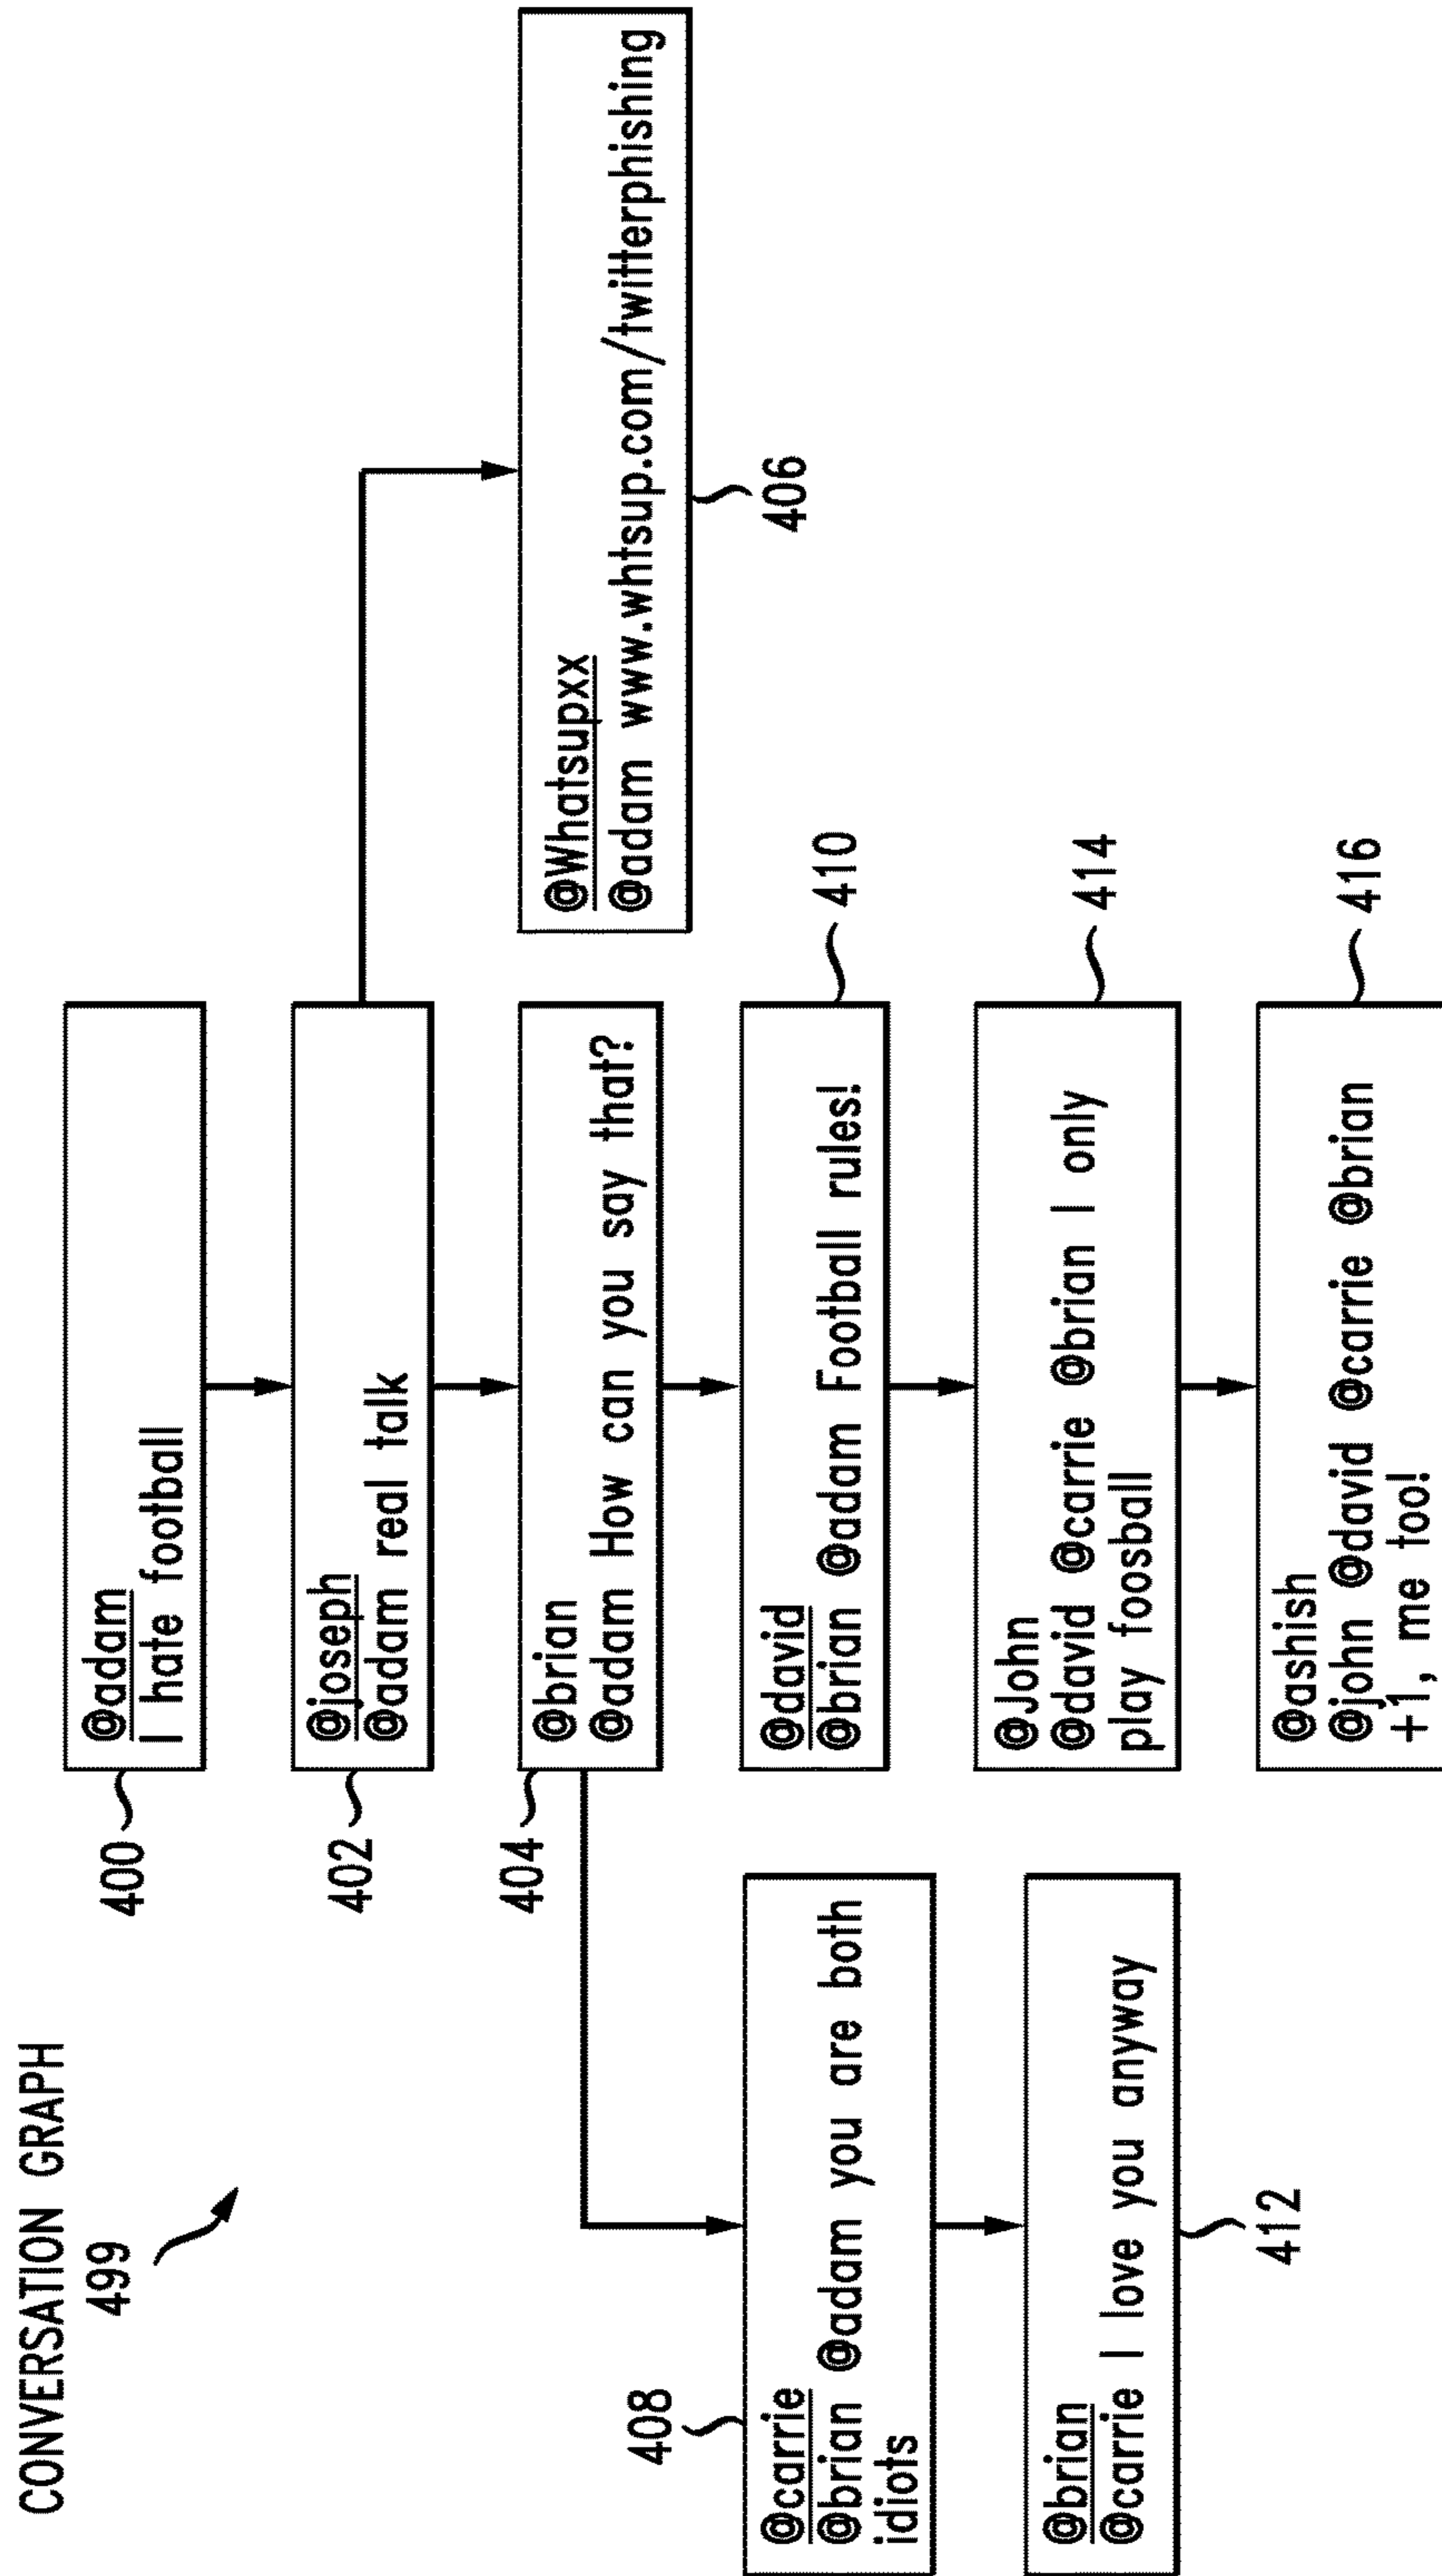 CONVERSATION GRAPH
499
400
@adam
I hate football
402
@joseph
@adam real talk
404
@brian
@adam How can you say that?
@Whatsupxx
@adam www.whtsup.com/twitterphishing
406
408
@carrie
@brian @adam you are both
idiots
@david
@brian @adam Football rules!
410
@brian
@carrie I love you anyway
412
@John
@david @carrie @brian I only
play foosball
414
@ashish
@john @david @carrie @brian
+1, me too!
416